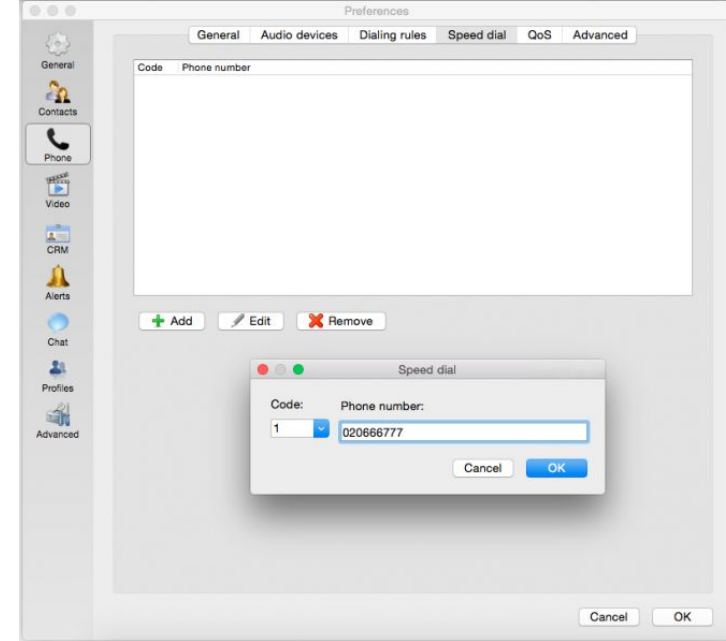 Preferences
General Audio devices Dialing rules Speed dial QoS Advanced
General
Contacts
Phone
Video
CRM
Alerts
Chat
Profiles
Advanced
Code Phone number
Add Edit Remove
Speed dial
Code: Phone number:
1 020666777
Cancel OK
Cancel OK